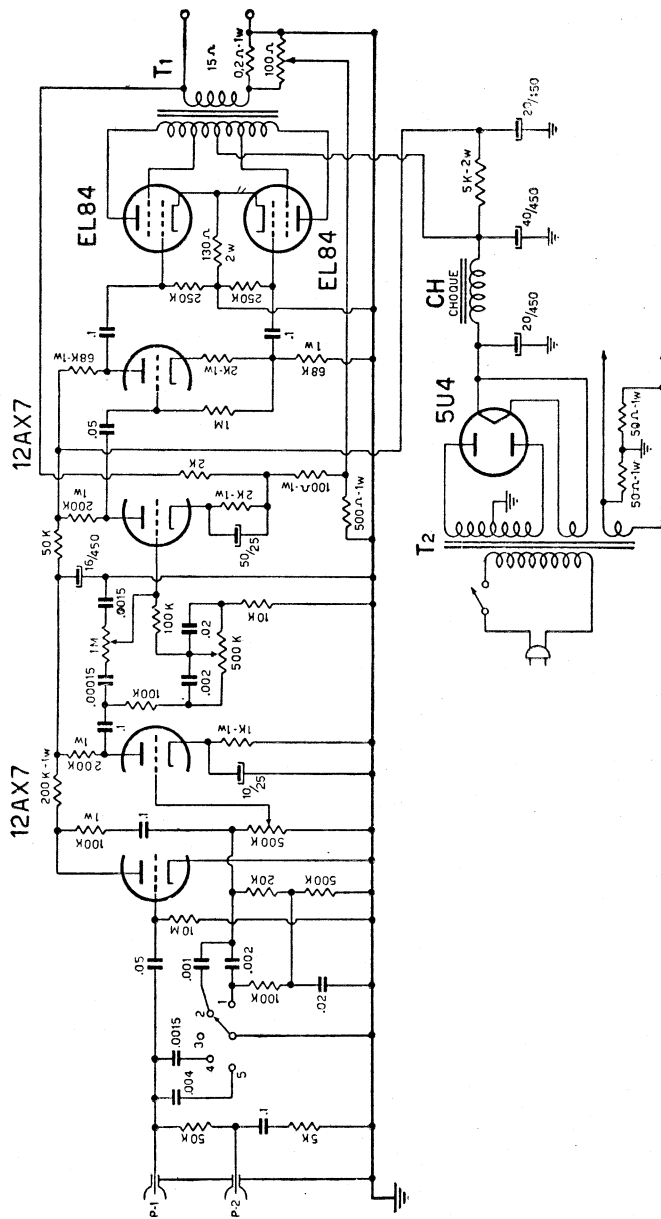 12AX7
12AX7
EL84
EL84
T1
15Ω
0,2Ω-1w
100Ω
P-1
P-2
50K
.1
5K
.004
.0015
1
2
3
4
5
.05
.001
.002
10M
100K
.02
20K
500K
500K
.1
100K
1w
200K-1w
200K
1w
.1
10/25
1K-1w
.00015
1M
.0015
100K
100K
.002
.02
500K
10K
16/450
50K
200K
1w
.05
50/25
2K-1w
2K
100Ω-1w
500Ω-1w
1M
68K-1w
2K-1w
68K
1w
.1
.1
250K
250K
130Ω
2w
T2
5U4
CH
CHOQUE
20/450
40/450
5K-2w
20/450
50Ω-1w
50Ω-1w